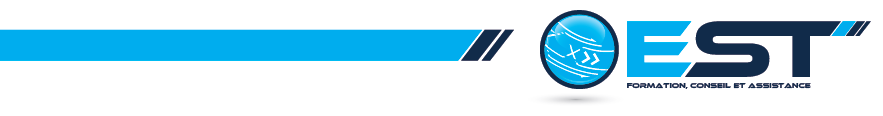 EST
FORMATION, CONSEIL ET ASSISTANCE